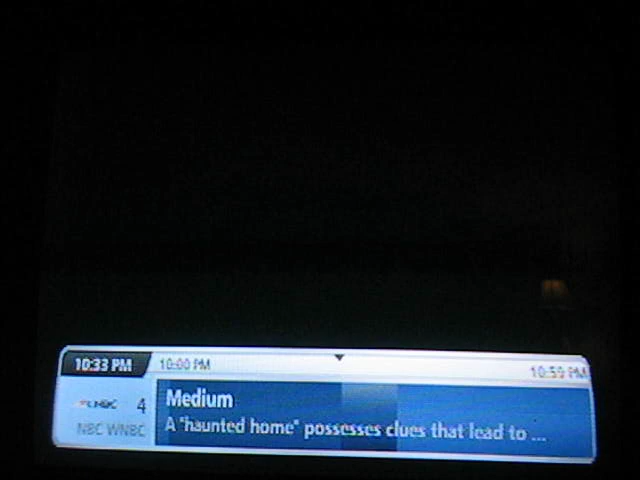 10:33 PM 10:00 PM 10:59 PM
4 Medium
NBC WNBC A "haunted home" possesses clues that lead to ...